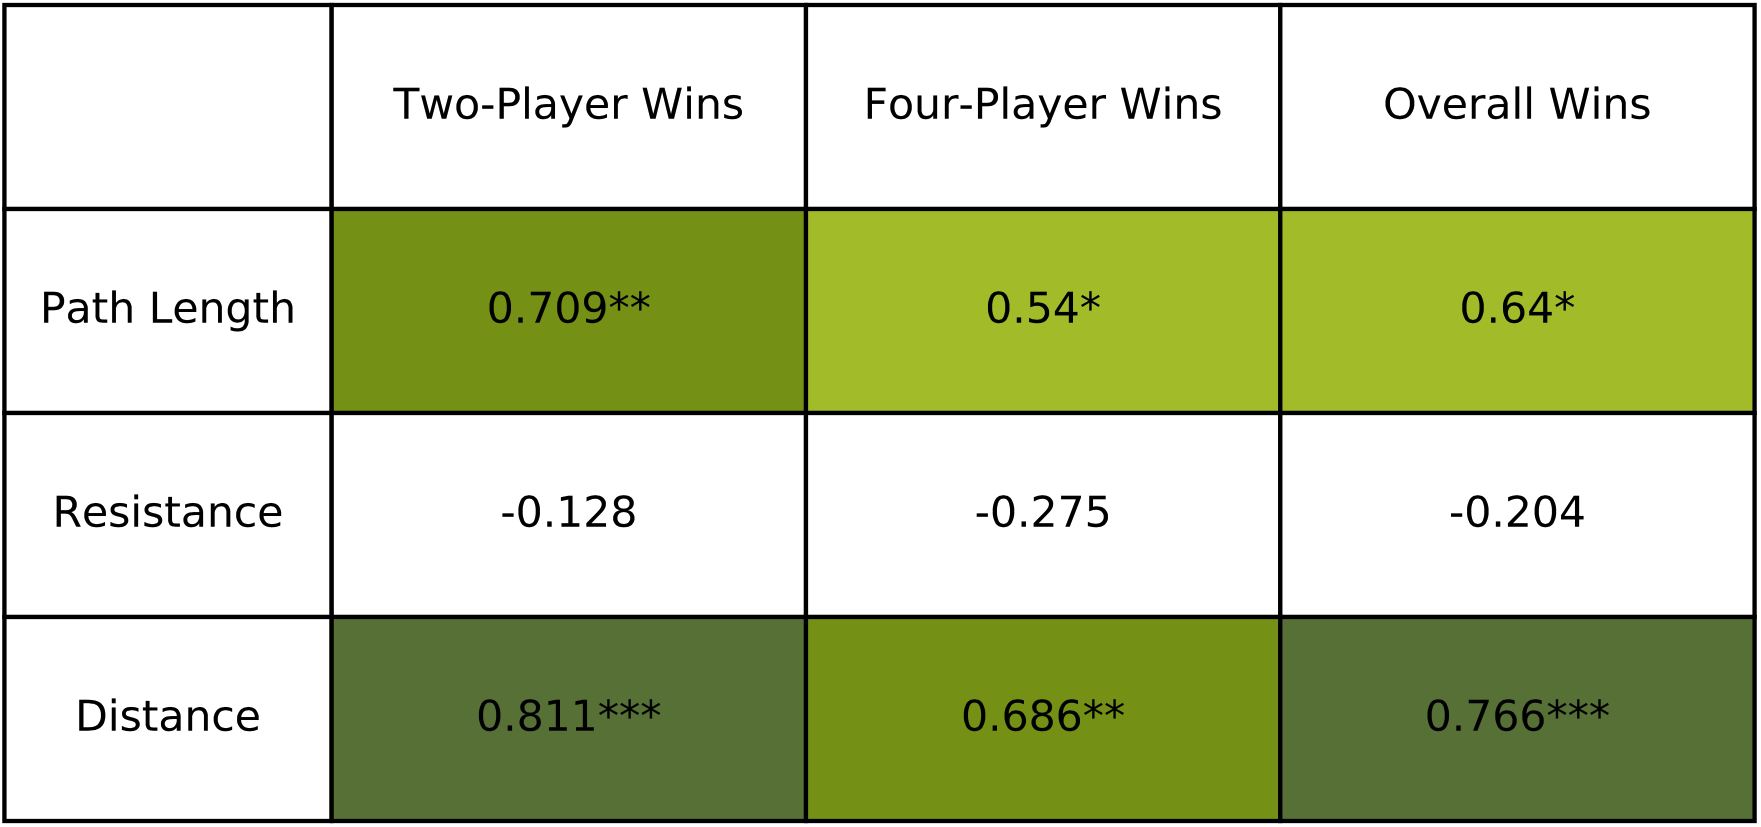 Two-Player Wins Four-Player Wins Overall Wins
Path Length 0.709** 0.54* 0.64*
Resistance -0.128 -0.275 -0.204
Distance 0.811*** 0.686** 0.766***